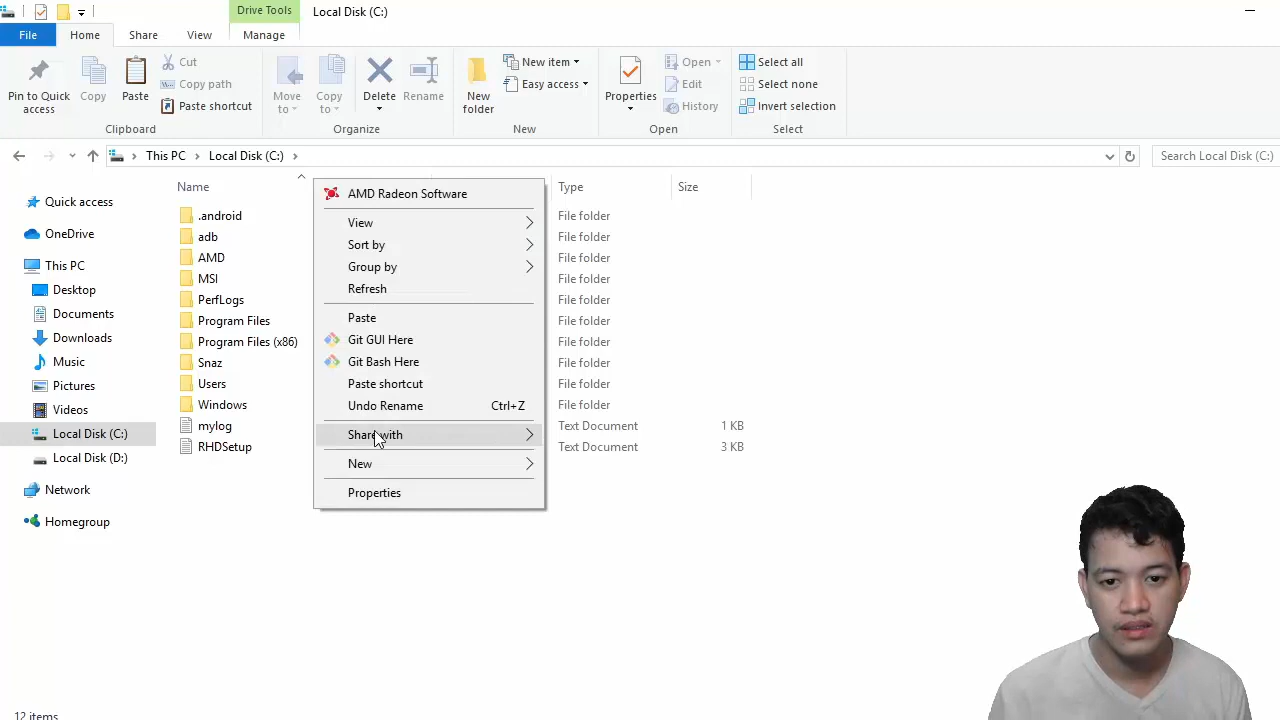 Drive Tools
Local Disk (C:)
File
Home
Share
View
Manage
Pin to Quick access
Copy
Paste
Cut
Copy path
Paste shortcut
Move to
Copy to
Delete
Rename
New folder
New item
Easy access
Properties
Open
Edit
History
Select all
Select none
Invert selection
Clipboard
Organize
New
Open
Select
This PC > Local Disk (C:) >
Search Local Disk (C:)
Quick access
OneDrive
This PC
Desktop
Documents
Downloads
Music
Pictures
Videos
Local Disk (C:)
Local Disk (D:)
Network
Homegroup
Name
Type
Size
.android
File folder
adb
File folder
AMD
File folder
MSI
File folder
PerfLogs
File folder
Program Files
File folder
Program Files (x86)
File folder
Snaz
File folder
Users
File folder
Windows
File folder
mylog
Text Document
1 KB
RHDSetup
Text Document
3 KB
AMD Radeon Software
View
Sort by
Group by
Refresh
Paste
Git GUI Here
Git Bash Here
Paste shortcut
Undo Rename Ctrl+Z
Share with
New
Properties
12 items